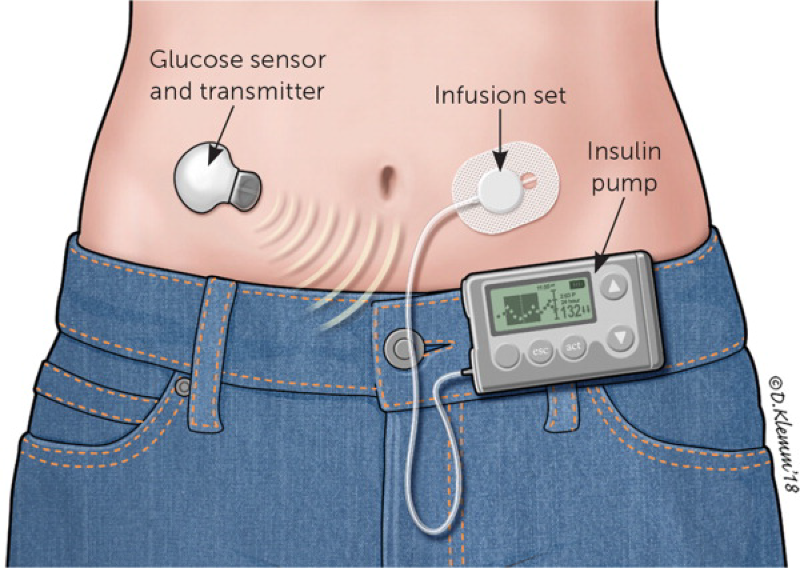 Glucose sensor
and transmitter
Infusion set
Insulin
pump
132
esc
act
©D.Klemm'18